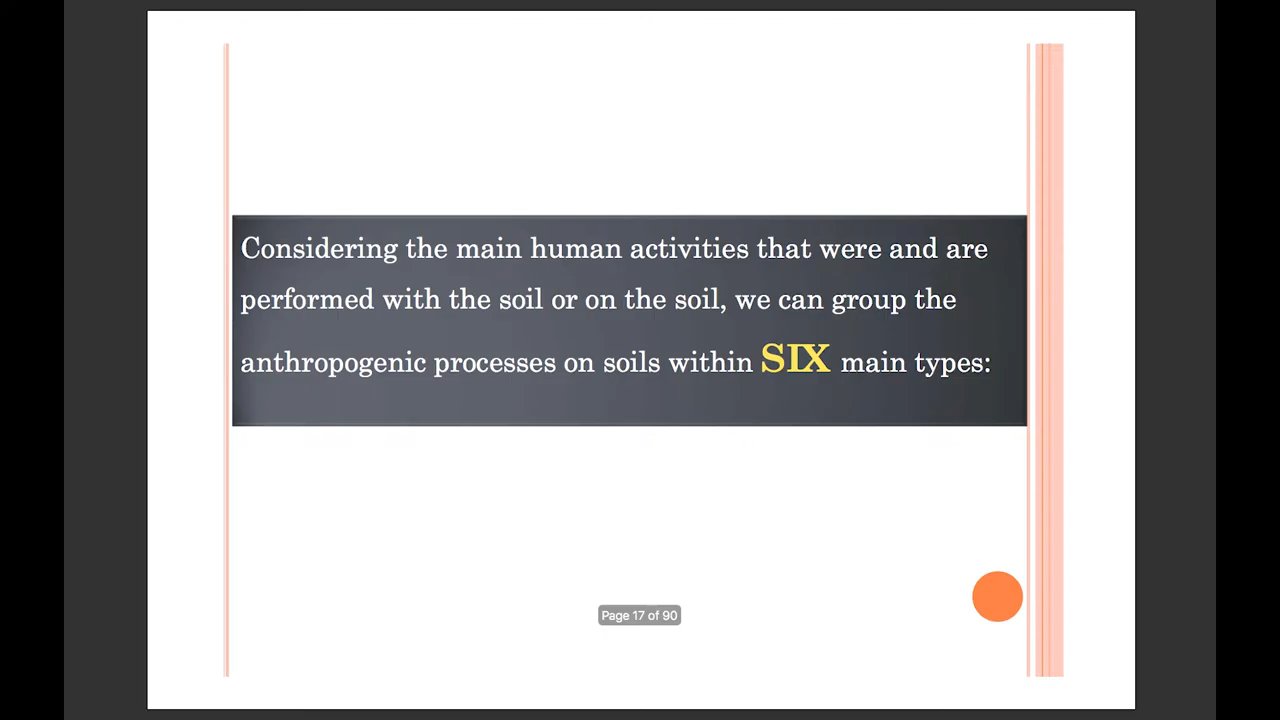 Considering the main human activities that were and are
performed with the soil or on the soil, we can group the
anthropogenic processes on soils within SIX main types:
Page 17 of 90